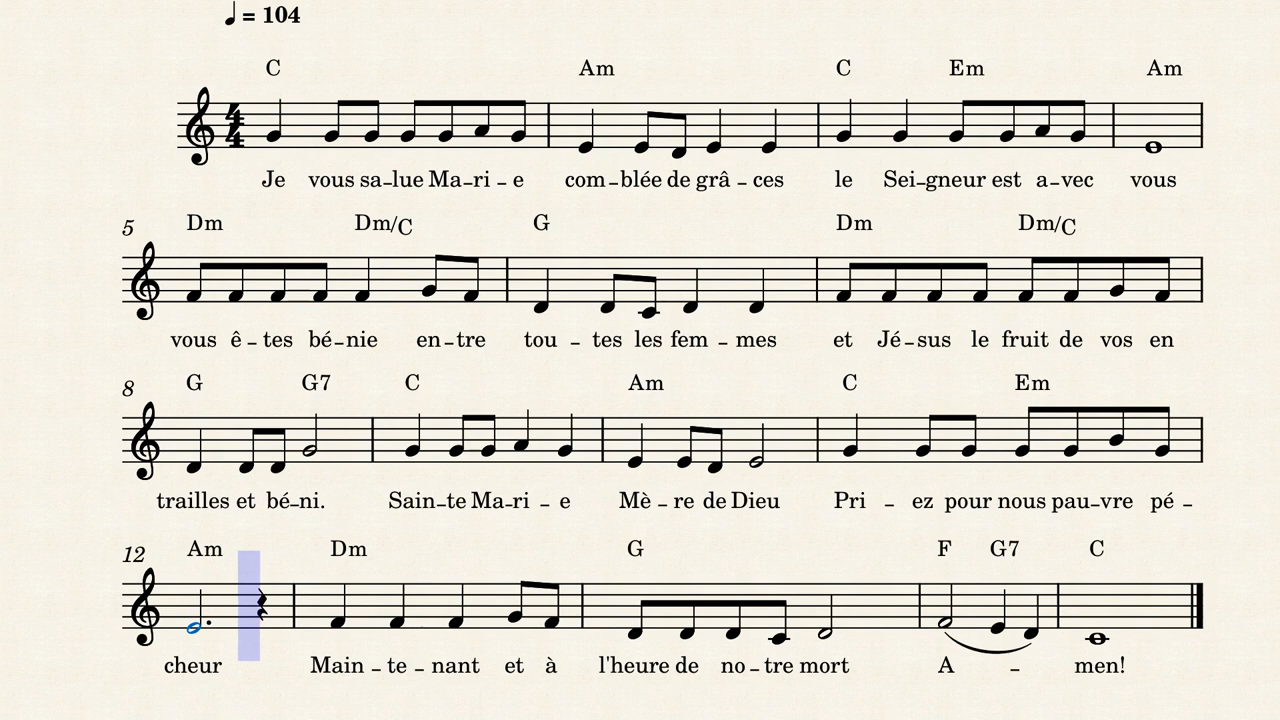 ♩ = 104
C Am C Em Am
4/4
Je vous sa-lue Ma-ri-e com-blée de grâ-ces le Sei-gneur est a-vec vous
5 Dm Dm/C G Dm Dm/C
vous ê-tes bé-nie en-tre tou-tes les fem-mes et Jé-sus le fruit de vos en
8 G G7 C Am C Em
trailles et bé-ni. Sain-te Ma-ri-e Mè-re de Dieu Pri-ez pour nous pau-vre pé-
12 Am Dm G F G7 C
cheur Main-te-nant et à l'heure de no-tre mort A- men!